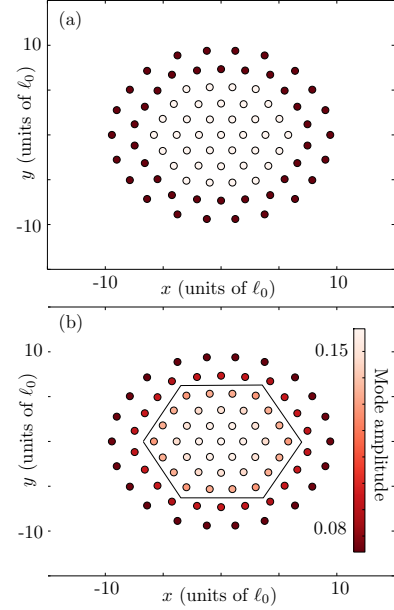 (a)
10
y (units of ℓ₀)
-10
-10
10
x (units of ℓ₀)
(b)
10
0.15
y (units of ℓ₀)
Mode amplitude
-10
0.08
-10
10
x (units of ℓ₀)